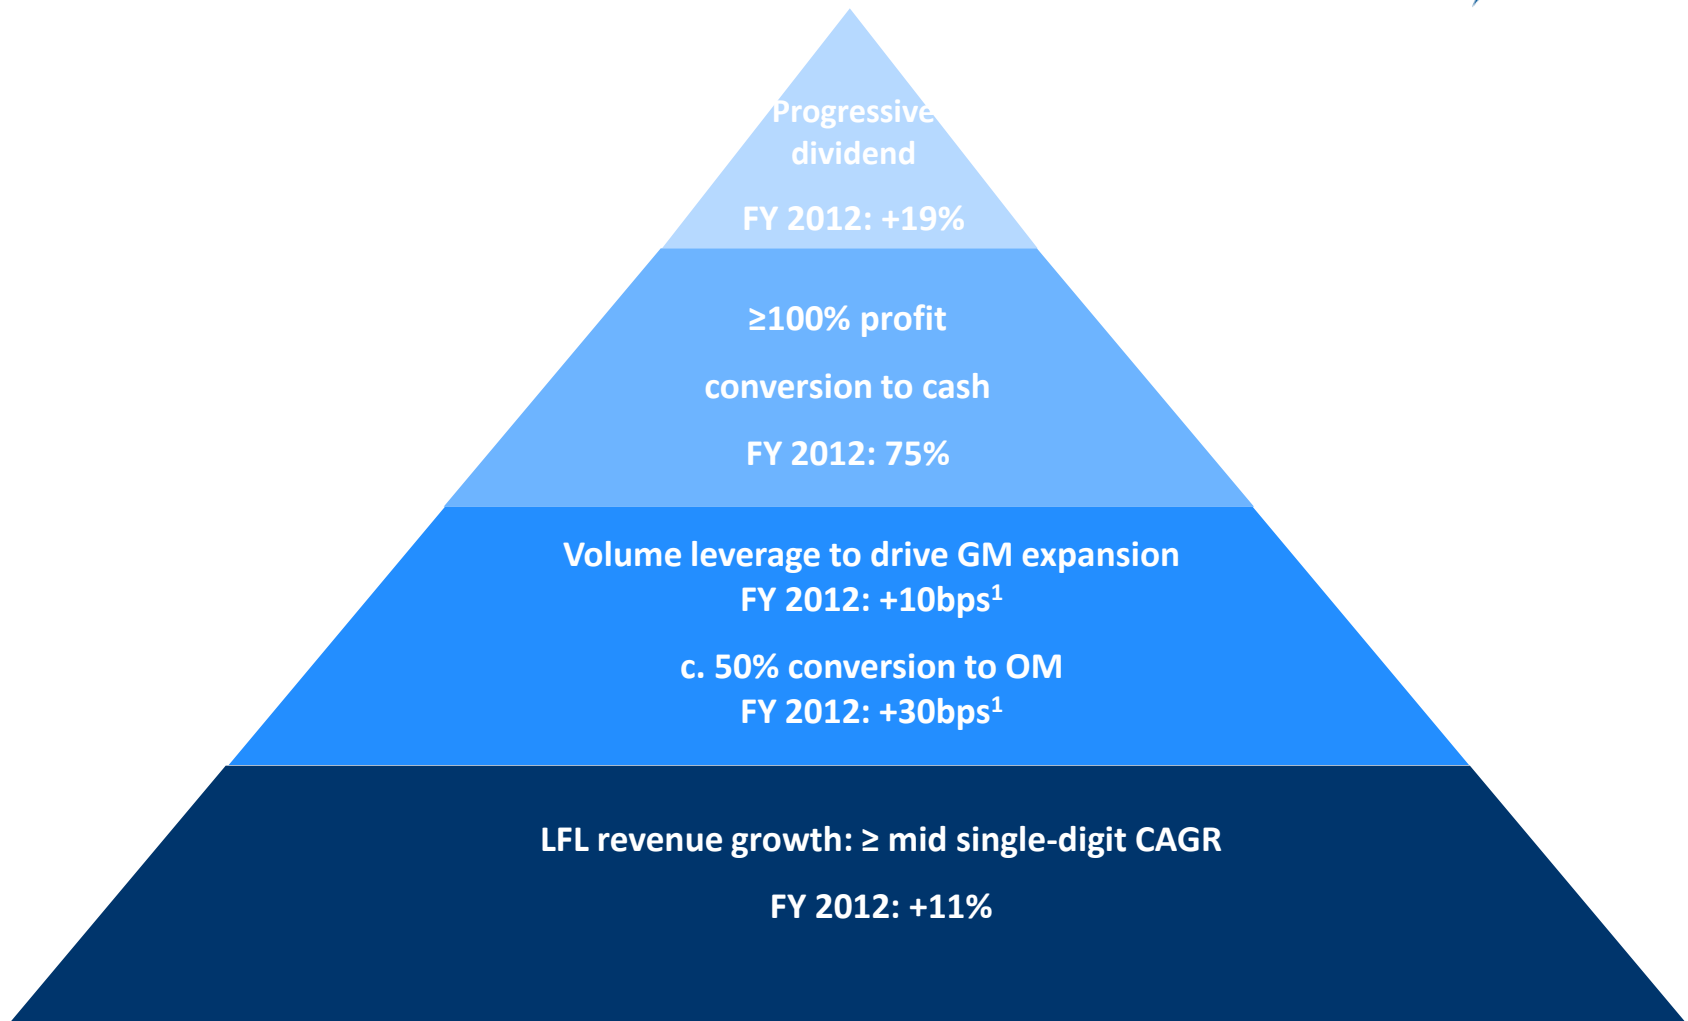 Progressive
dividend
FY 2012: +19%
≥100% profit
conversion to cash
FY 2012: 75%
Volume leverage to drive GM expansion
FY 2012: +10bps¹
c. 50% conversion to OM
FY 2012: +30bps¹
LFL revenue growth: ≥ mid single-digit CAGR
FY 2012: +11%